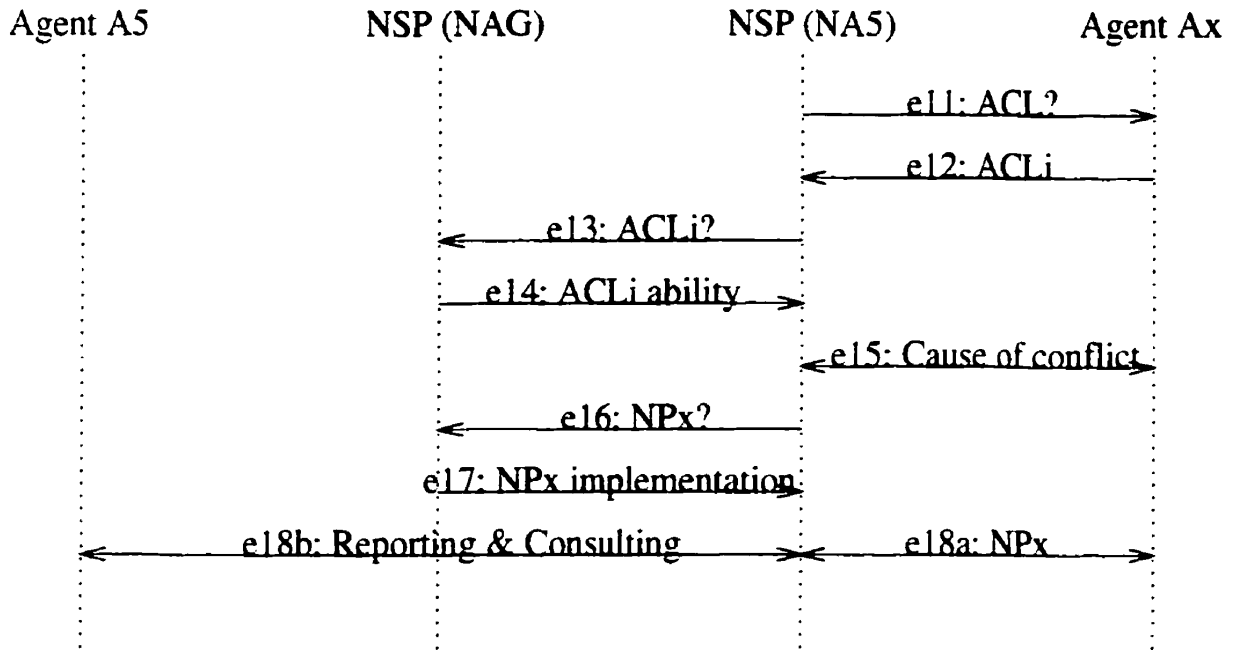 Agent A5 NSP (NAG) NSP (NA5) Agent Ax
e11: ACL?
e12: ACLi
e13: ACLi?
e14: ACLi ability
e15: Cause of conflict
e16: NPx?
e17: NPx implementation
e18b: Reporting & Consulting e18a: NPx